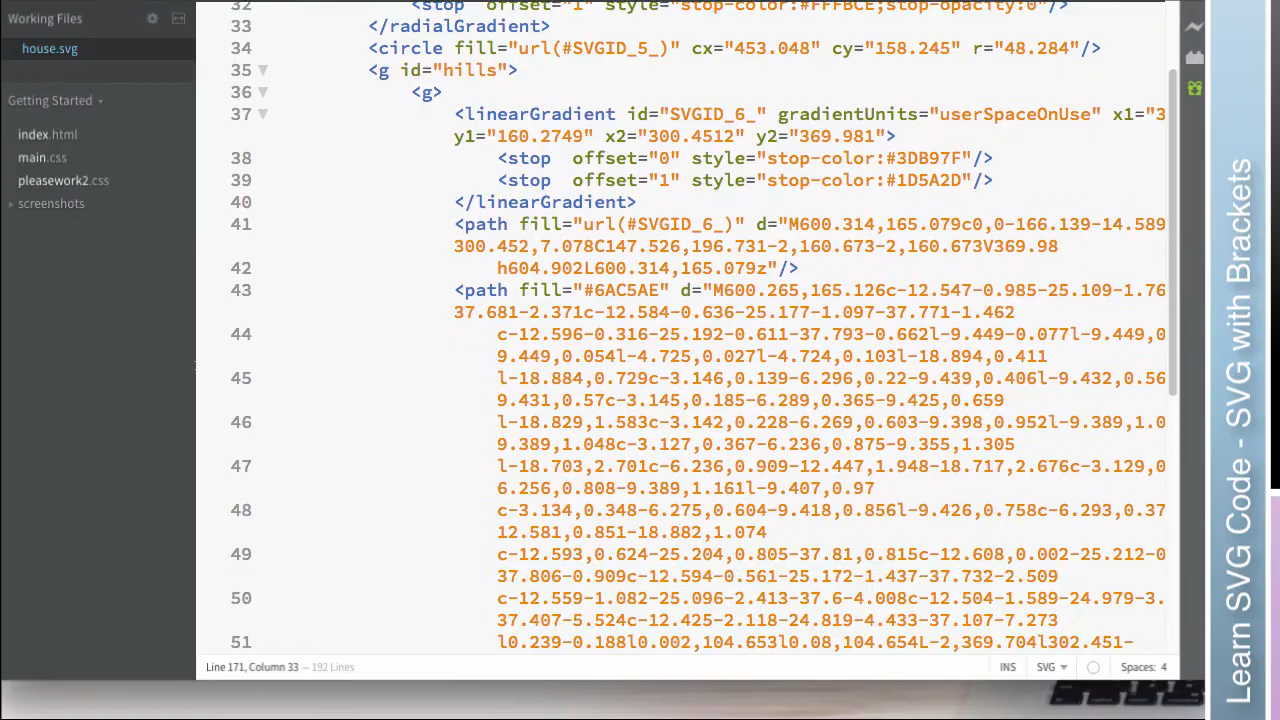 Working Files
house.svg
Getting Started
index.html
main.css
pleasework2.css
screenshots
32 <stop offset="1" style="stop-color:#FFFBCE;stop-opacity:0"/>
33 </radialGradient>
34 <circle fill="url(#SVGID_5_)" cx="453.048" cy="158.245" r="48.284"/>
35 <g id="hills">
36 <g>
37 <linearGradient id="SVGID_6_" gradientUnits="userSpaceOnUse" x1="3
y1="160.2749" x2="300.4512" y2="369.981">
38 <stop offset="0" style="stop-color:#3DB97F"/>
39 <stop offset="1" style="stop-color:#1D5A2D"/>
40 </linearGradient>
41 <path fill="url(#SVGID_6_)" d="M600.314,165.079c0,0-166.139-14.589
300.452,7.078C147.526,196.731-2,160.673-2,160.673V369.98
42 h604.902L600.314,165.079z"/>
43 <path fill="#6AC5AE" d="M600.265,165.126c-12.547-0.985-25.109-1.76
37.681-2.371c-12.584-0.636-25.177-1.097-37.771-1.462
44 c-12.596-0.316-25.192-0.611-37.793-0.662l-9.449-0.077l-9.449,0
9.449,0.054l-4.725,0.027l-4.724,0.103l-18.894,0.411
45 l-18.884,0.729c-3.146,0.139-6.296,0.22-9.439,0.406l-9.432,0.56
9.431,0.57c-3.145,0.185-6.289,0.365-9.425,0.659
46 l-18.829,1.583c-3.142,0.228-6.269,0.603-9.398,0.952l-9.389,1.0
9.389,1.048c-3.127,0.367-6.236,0.875-9.355,1.305
47 l-18.703,2.701c-6.236,0.909-12.447,1.948-18.717,2.676c-3.129,0
6.256,0.808-9.389,1.161l-9.407,0.97
48 c-3.134,0.348-6.275,0.604-9.418,0.856l-9.426,0.758c-6.293,0.37
12.581,0.851-18.882,1.074
49 c-12.593,0.624-25.204,0.805-37.81,0.815c-12.608,0.002-25.212-0
37.806-0.909c-12.594-0.561-25.172-1.437-37.732-2.509
50 c-12.559-1.082-25.096-2.413-37.6-4.008c-12.504-1.589-24.979-3.
37.407-5.524c-12.425-2.118-24.819-4.433-37.107-7.273
51 l0.239-0.188l0.002,104.653l0.08,104.654L-2,369.704l302.451-
Line 171, Column 33 — 192 Lines
INS
SVG
Spaces: 4
Learn SVG Code - SVG with Brackets